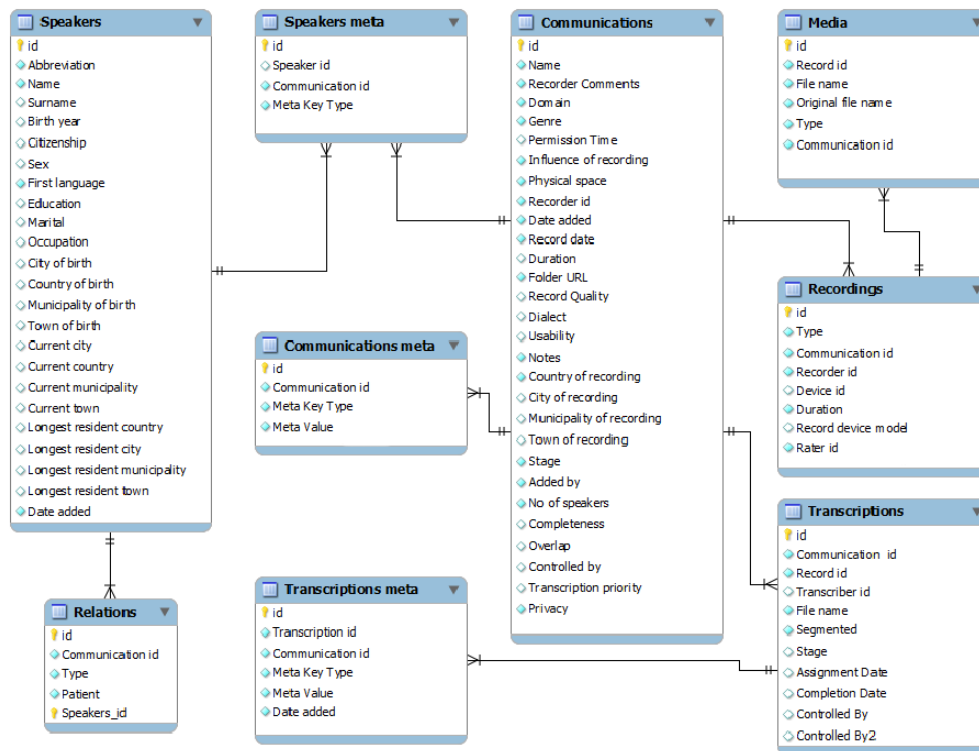 Speakers
id
Abbreviation
Name
Surname
Birth year
Citizenship
Sex
First language
Education
Marital
Occupation
City of birth
Country of birth
Municipality of birth
Town of birth
Current city
Current country
Current municipality
Current town
Longest resident country
Longest resident city
Longest resident municipality
Longest resident town
Date added
Relations
id
Communication id
Type
Patient
Speakers_id
Speakers meta
id
Speaker id
Communication id
Meta Key Type
Communications meta
id
Communication id
Meta Key Type
Meta Value
Transcriptions meta
id
Transcription id
Communication id
Meta Key Type
Meta Value
Date added
Communications
id
Name
Recorder Comments
Domain
Genre
Permission Time
Influence of recording
Physical space
Recorder id
Date added
Record date
Duration
Folder URL
Record Quality
Dialect
Usability
Notes
Country of recording
City of recording
Municipality of recording
Town of recording
Stage
Added by
No of speakers
Completeness
Overlap
Controlled by
Transcription priority
Privacy
Media
id
Record id
File name
Original file name
Type
Communication id
Recordings
id
Type
Communication id
Recorder id
Device id
Duration
Record device model
Rater id
Transcriptions
id
Communication id
Record id
Transcriber id
File name
Segmented
Stage
Assignment Date
Completion Date
Controlled By
Controlled By2